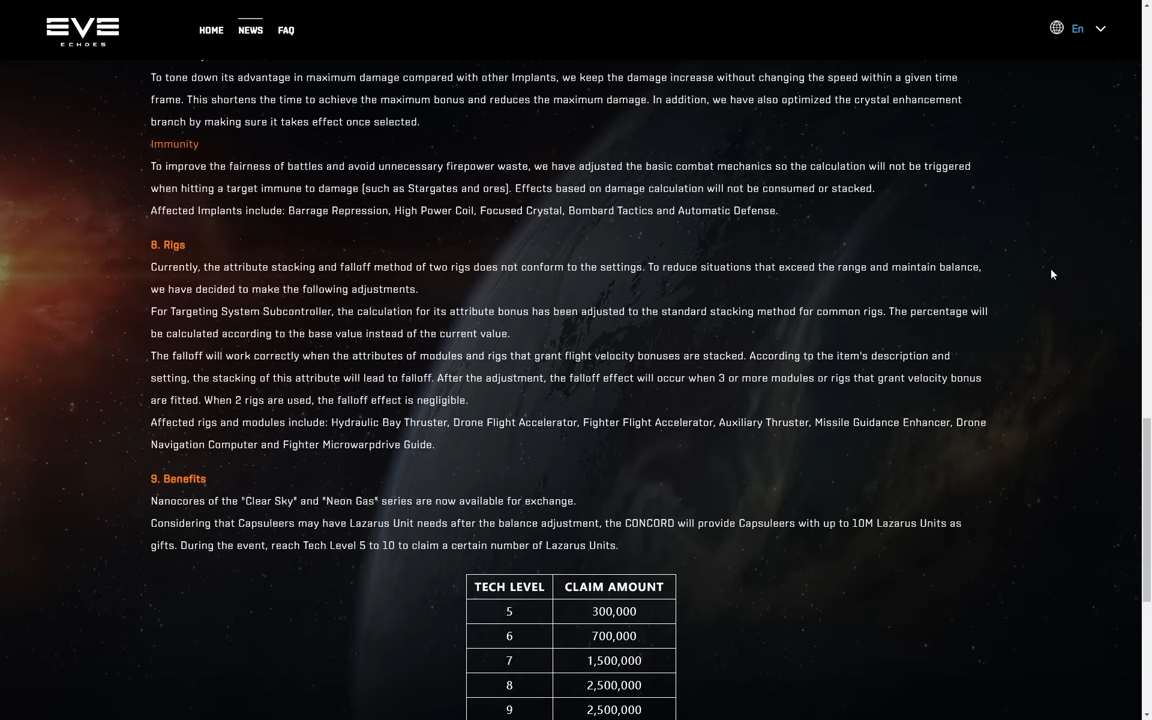 EVE
ECHOES
HOME NEWS FAQ
En
To tone down its advantage in maximum damage compared with other Implants, we keep the damage increase without changing the speed within a given time
frame. This shortens the time to achieve the maximum bonus and reduces the maximum damage. In addition, we have also optimized the crystal enhancement
branch by making sure it takes effect once selected.
Immunity
To improve the fairness of battles and avoid unnecessary firepower waste, we have adjusted the basic combat mechanics so the calculation will not be triggered
when hitting a target immune to damage (such as Stargates and ores). Effects based on damage calculation will not be consumed or stacked.
Affected Implants include: Barrage Repression, High Power Coil, Focused Crystal, Bombard Tactics and Automatic Defense.
8. Rigs
Currently, the attribute stacking and falloff method of two rigs does not conform to the settings. To reduce situations that exceed the range and maintain balance,
we have decided to make the following adjustments.
For Targeting System Subcontroller, the calculation for its attribute bonus has been adjusted to the standard stacking method for common rigs. The percentage will
be calculated according to the base value instead of the current value.
The falloff will work correctly when the attributes of modules and rigs that grant flight velocity bonuses are stacked. According to the item's description and
setting, the stacking of this attribute will lead to falloff. After the adjustment, the falloff effect will occur when 3 or more modules or rigs that grant velocity bonus
are fitted. When 2 rigs are used, the falloff effect is negligible.
Affected rigs and modules include: Hydraulic Bay Thruster, Drone Flight Accelerator, Fighter Flight Accelerator, Auxiliary Thruster, Missile Guidance Enhancer, Drone
Navigation Computer and Fighter Microwarpdrive Guide.
9. Benefits
Nanocores of the "Clear Sky" and "Neon Gas" series are now available for exchange.
Considering that Capsuleers may have Lazarus Unit needs after the balance adjustment, the CONCORD will provide Capsuleers with up to 10M Lazarus Units as
gifts. During the event, reach Tech Level 5 to 10 to claim a certain number of Lazarus Units.
TECH LEVEL CLAIM AMOUNT
5 300,000
6 700,000
7 1,500,000
8 2,500,000
9 2,500,000